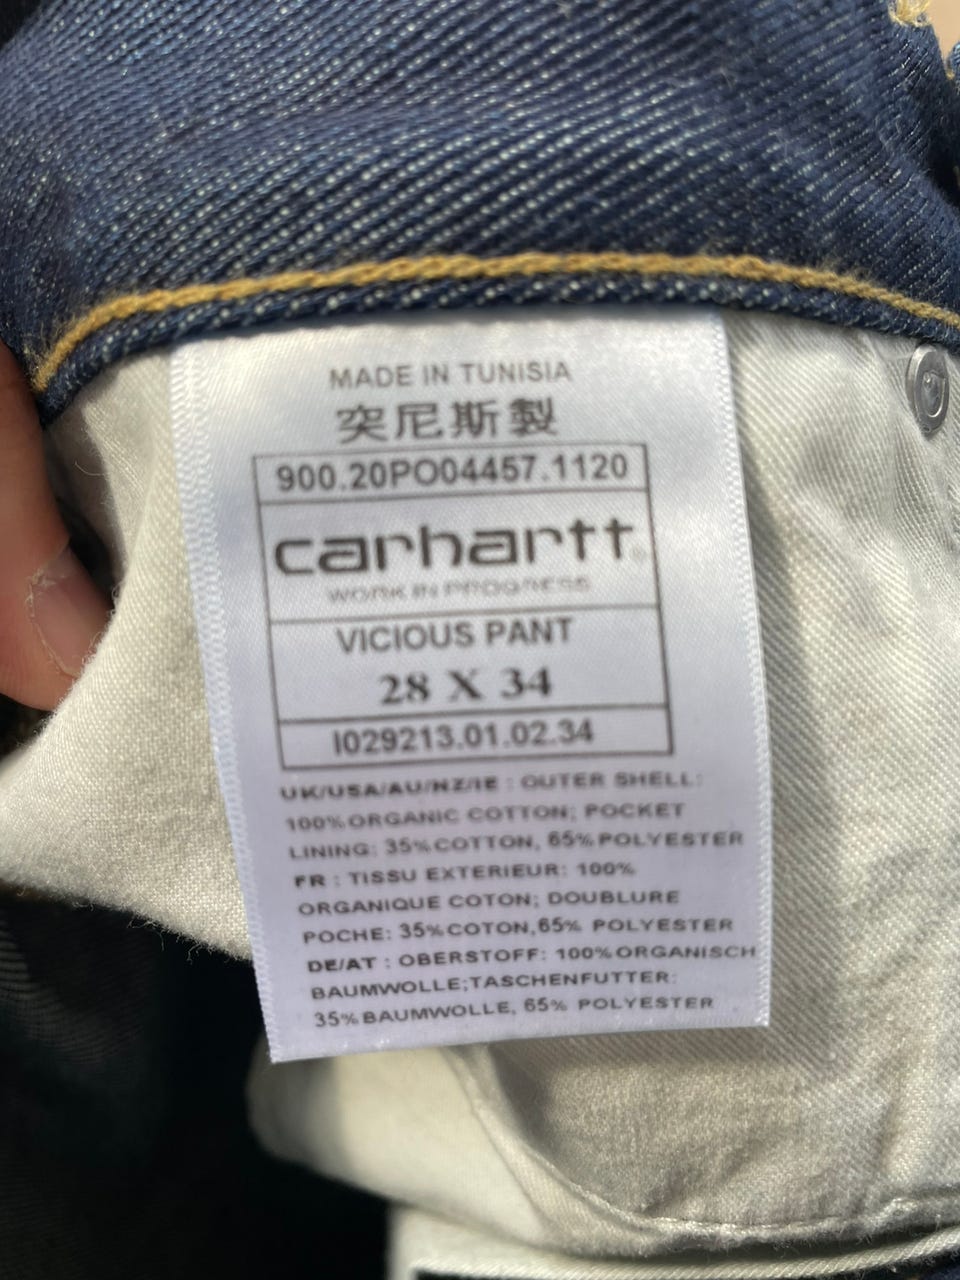 MADE IN TUNISIA
突尼斯製
900.20PO04457.1120
carhartt®
WORK IN PROGRESS
VICIOUS PANT
28 X 34
I029213.01.02.34
UK/USA/AU/NZ/IE : OUTER SHELL:
100% ORGANIC COTTON; POCKET
LINING: 35% COTTON, 65% POLYESTER
FR : TISSU EXTERIEUR: 100%
ORGANIQUE COTON; DOUBLURE
POCHE: 35% COTON, 65% POLYESTER
DE/AT : OBERSTOFF: 100% ORGANISCH
BAUMWOLLE;TASCHENFUTTER:
35% BAUMWOLLE, 65% POLYESTER